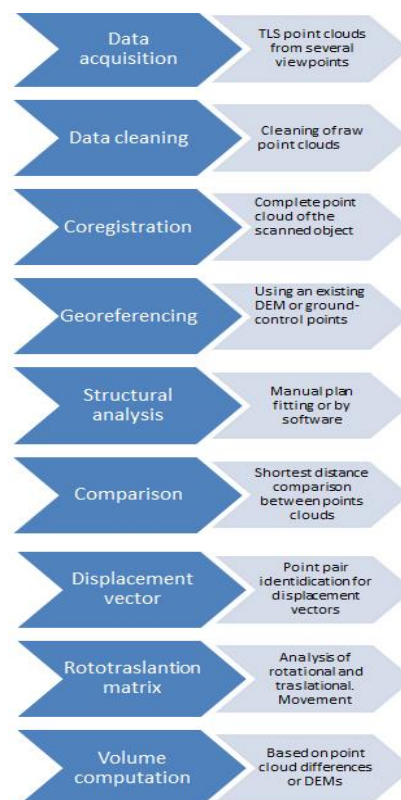 Data
acquisition
TLS point clouds
from several
viewpoints
Data cleaning
Cleaning of raw
point clouds
Coregistration
Complete point
cloud of the
scanned object
Georeferencing
Using an existing
DEM or ground-
control points
Structural
analysis
Manual plan
fitting or by
software
Comparison
Shortest distance
comparison
between points
clouds
Displacement
vector
Point pair
identidication for
displacement
vectors
Rototraslantion
matrix
Analysis of
rotational and
traslational.
Movement
Volume
computation
Based on point
cloud differences
or DEMs